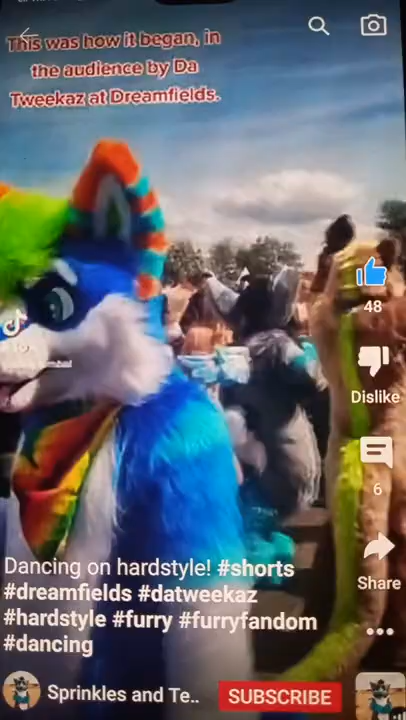 This was how it began, in
the audience by Da
Tweekaz at Dreamfields.
48
Dislike
6
Share
Dancing on hardstyle! #shorts
#dreamfields #datweekaz
#hardstyle #furry #furryfandom
#dancing
Sprinkles and Te..
SUBSCRIBE